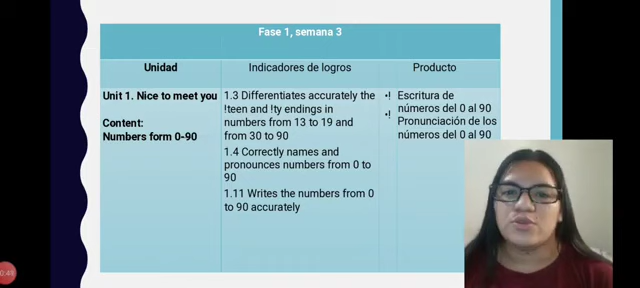 Fase 1, semana 3
Unidad
Indicadores de logros
Producto
Unit 1. Nice to meet you
Content:
Numbers form 0-90
1.3 Differentiates accurately the
!teen and !ty endings in
numbers from 13 to 19 and
from 30 to 90
1.4 Correctly names and
pronounces numbers from 0 to
90
1.11 Writes the numbers from 0
to 90 accurately
•! Escritura de
números del 0 al 90
•! Pronunciación de los
números del 0 al 90
0:49